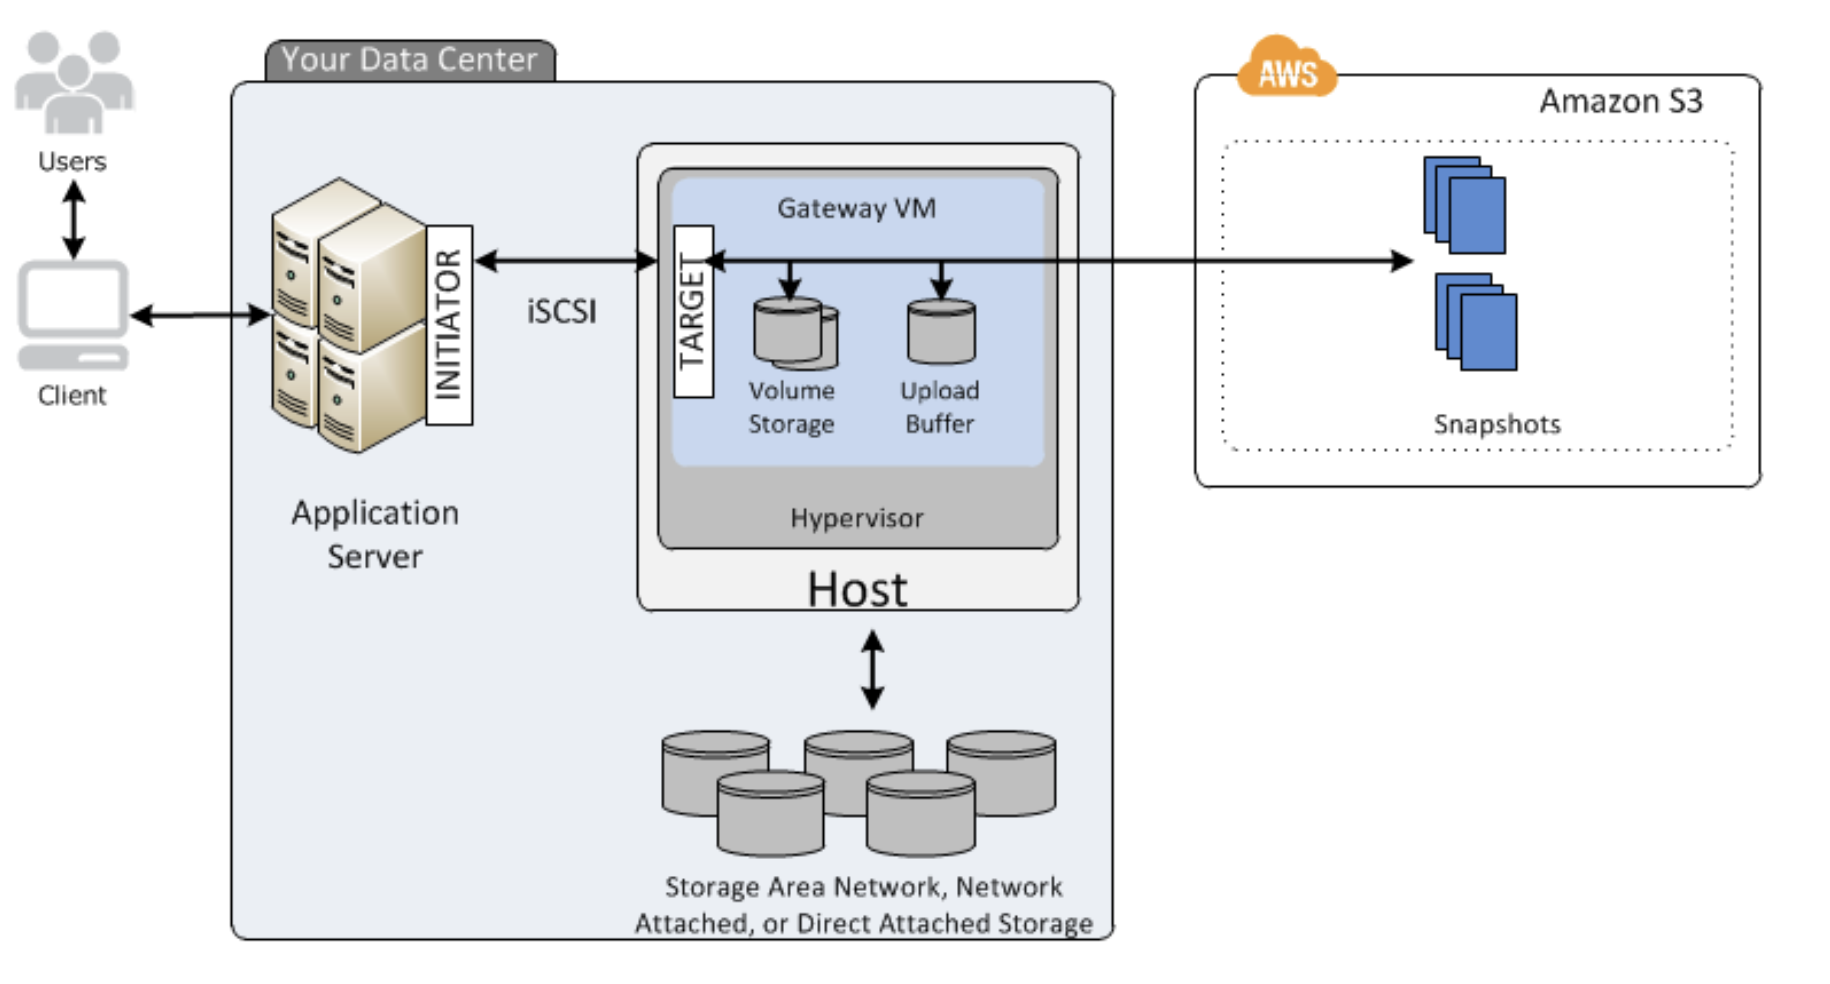 Your Data Center
AWS
Amazon S3
Users
Client
INITIATOR
iSCSI
Gateway VM
TARGET
Volume
Storage
Upload
Buffer
Hypervisor
Host
Application
Server
Snapshots
Storage Area Network, Network
Attached, or Direct Attached Storage